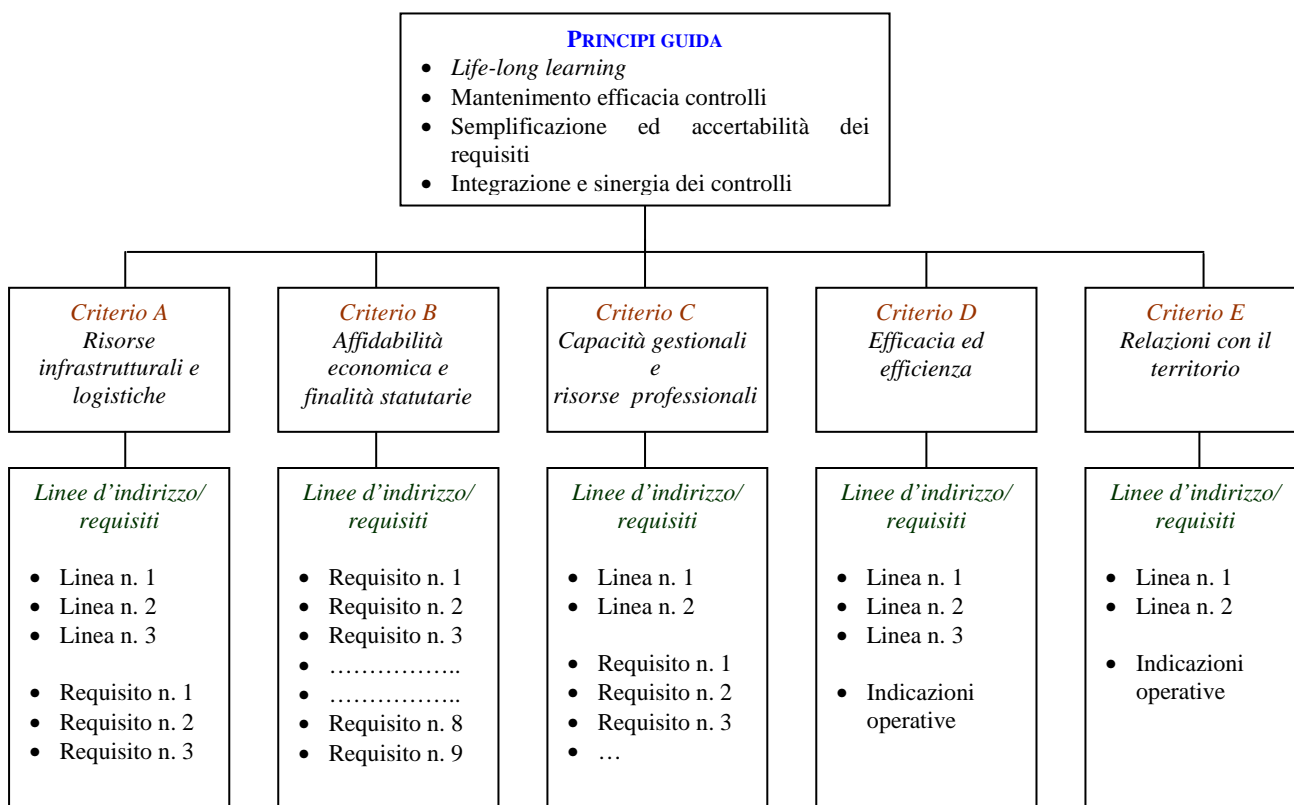 PRINCIPI GUIDA
• Life-long learning
• Mantenimento efficacia controlli
• Semplificazione ed accertabilità dei
requisiti
• Integrazione e sinergia dei controlli
Criterio A
Risorse
infrastrutturali e
logistiche
Criterio B
Affidabilità
economica e
finalità statutarie
Criterio C
Capacità gestionali
e
risorse professionali
Criterio D
Efficacia ed
efficienza
Criterio E
Relazioni con il
territorio
Linee d'indirizzo/
requisiti
• Linea n. 1
• Linea n. 2
• Linea n. 3
• Requisito n. 1
• Requisito n. 2
• Requisito n. 3
Linee d'indirizzo/
requisiti
• Requisito n. 1
• Requisito n. 2
• Requisito n. 3
• ……………..
• ……………..
• Requisito n. 8
• Requisito n. 9
Linee d'indirizzo/
requisiti
• Linea n. 1
• Linea n. 2
• Requisito n. 1
• Requisito n. 2
• Requisito n. 3
• …
Linee d'indirizzo/
requisiti
• Linea n. 1
• Linea n. 2
• Linea n. 3
• Indicazioni
operative
Linee d'indirizzo/
requisiti
• Linea n. 1
• Linea n. 2
• Indicazioni
operative